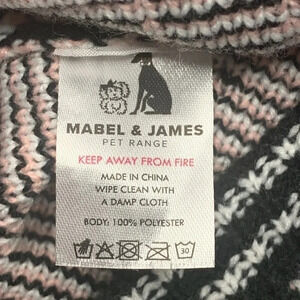 MABEL & JAMES
PET RANGE
KEEP AWAY FROM FIRE
MADE IN CHINA
WIPE CLEAN WITH
A DAMP CLOTH
BODY: 100% POLYESTER
30